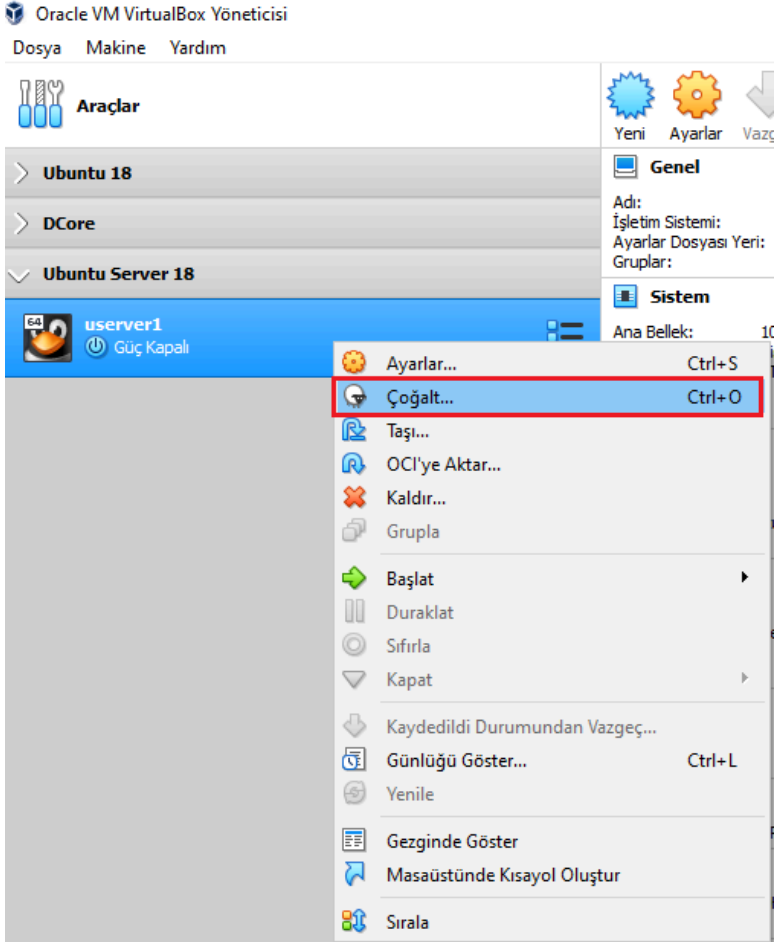 Oracle VM VirtualBox Yöneticisi
Dosya Makine Yardım
Araçlar
Yeni Ayarlar
Ubuntu 18
DCore
Ubuntu Server 18
64
userver1
Güç Kapalı
Genel
Adı:
İşletim Sistemi:
Ayarlar Dosyası Yeri:
Gruplar:
Sistem
Ana Bellek: 10
Ayarlar... Ctrl+S
Çoğalt... Ctrl+O
Taşı...
OCI'ye Aktar...
Kaldır...
Grupla
Başlat
Duraklat
Sıfırla
Kapat
Kaydedildi Durumundan Vazgeç...
Günlüğü Göster... Ctrl+L
Yenile
Gezginde Göster
Masaüstünde Kısayol Oluştur
Sırala